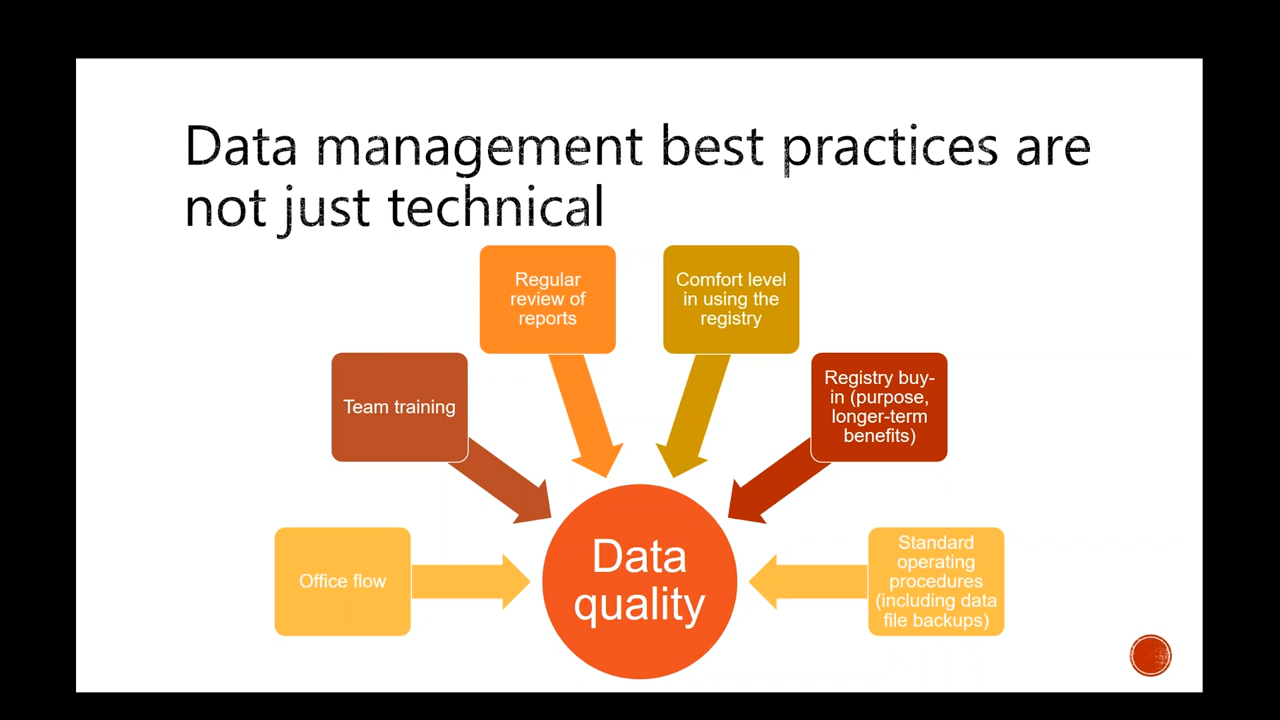 Data management best practices are
not just technical
Regular
review of
reports
Comfort level
in using the
registry
Team training
Registry buy-
in (purpose,
longer-term
benefits)
Office flow
Data
quality
Standard
operating
procedures
(including data
file backups)